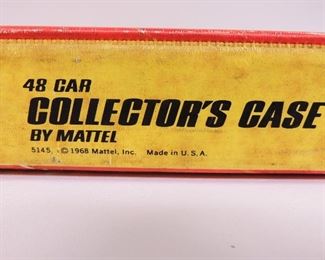 48 CAR
COLLECTOR'S CASE
BY MATTEL
5145, © 1968 Mattel, Inc. Made in U.S.A.